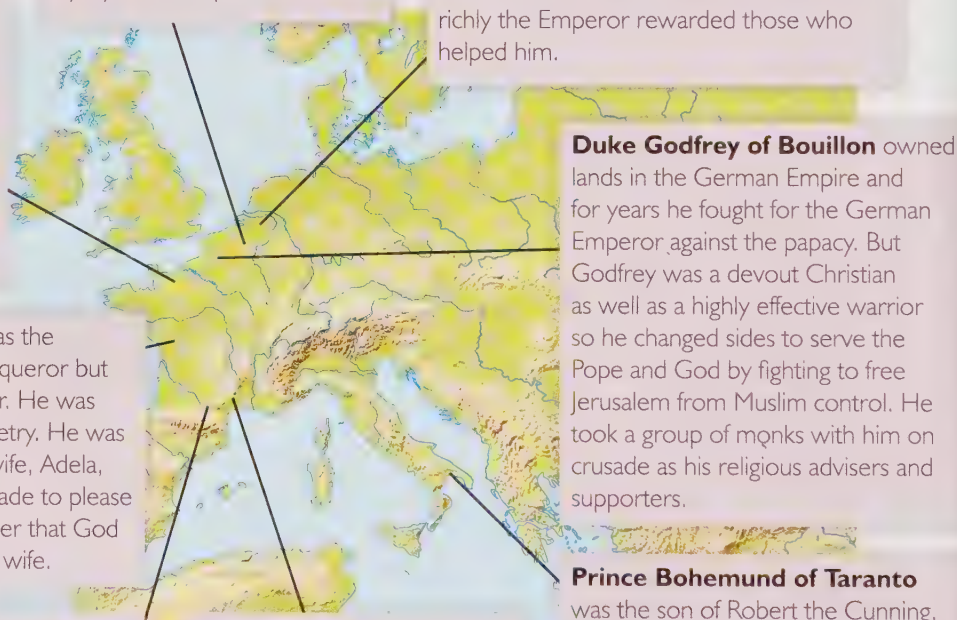 richly the Emperor rewarded those who
helped him.
Duke Godfrey of Bouillon owned
lands in the German Empire and
for years he fought for the German
Emperor against the papacy. But
Godfrey was a devout Christian
as well as a highly effective warrior
so he changed sides to serve the
Pope and God by fighting to free
Jerusalem from Muslim control. He
took a group of monks with him on
crusade as his religious advisers and
supporters.
as the
queror but
r. He was
etry. He was
wife, Adela,
ade to please
er that God
wife.
Prince Bohemund of Taranto
was the son of Robert the Cunning,